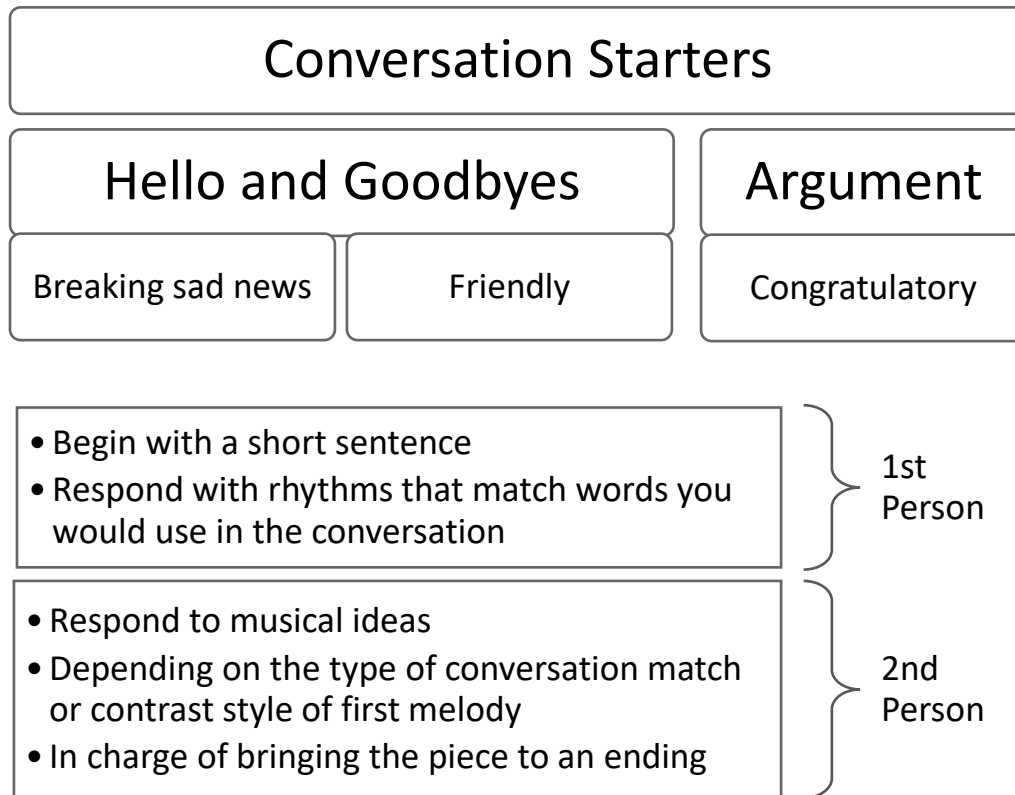 Conversation Starters
Hello and Goodbyes
Argument
Breaking sad news
Friendly
Congratulatory
• Begin with a short sentence
• Respond with rhythms that match words you
would use in the conversation
1st
Person
• Respond to musical ideas
• Depending on the type of conversation match
or contrast style of first melody
• In charge of bringing the piece to an ending
2nd
Person